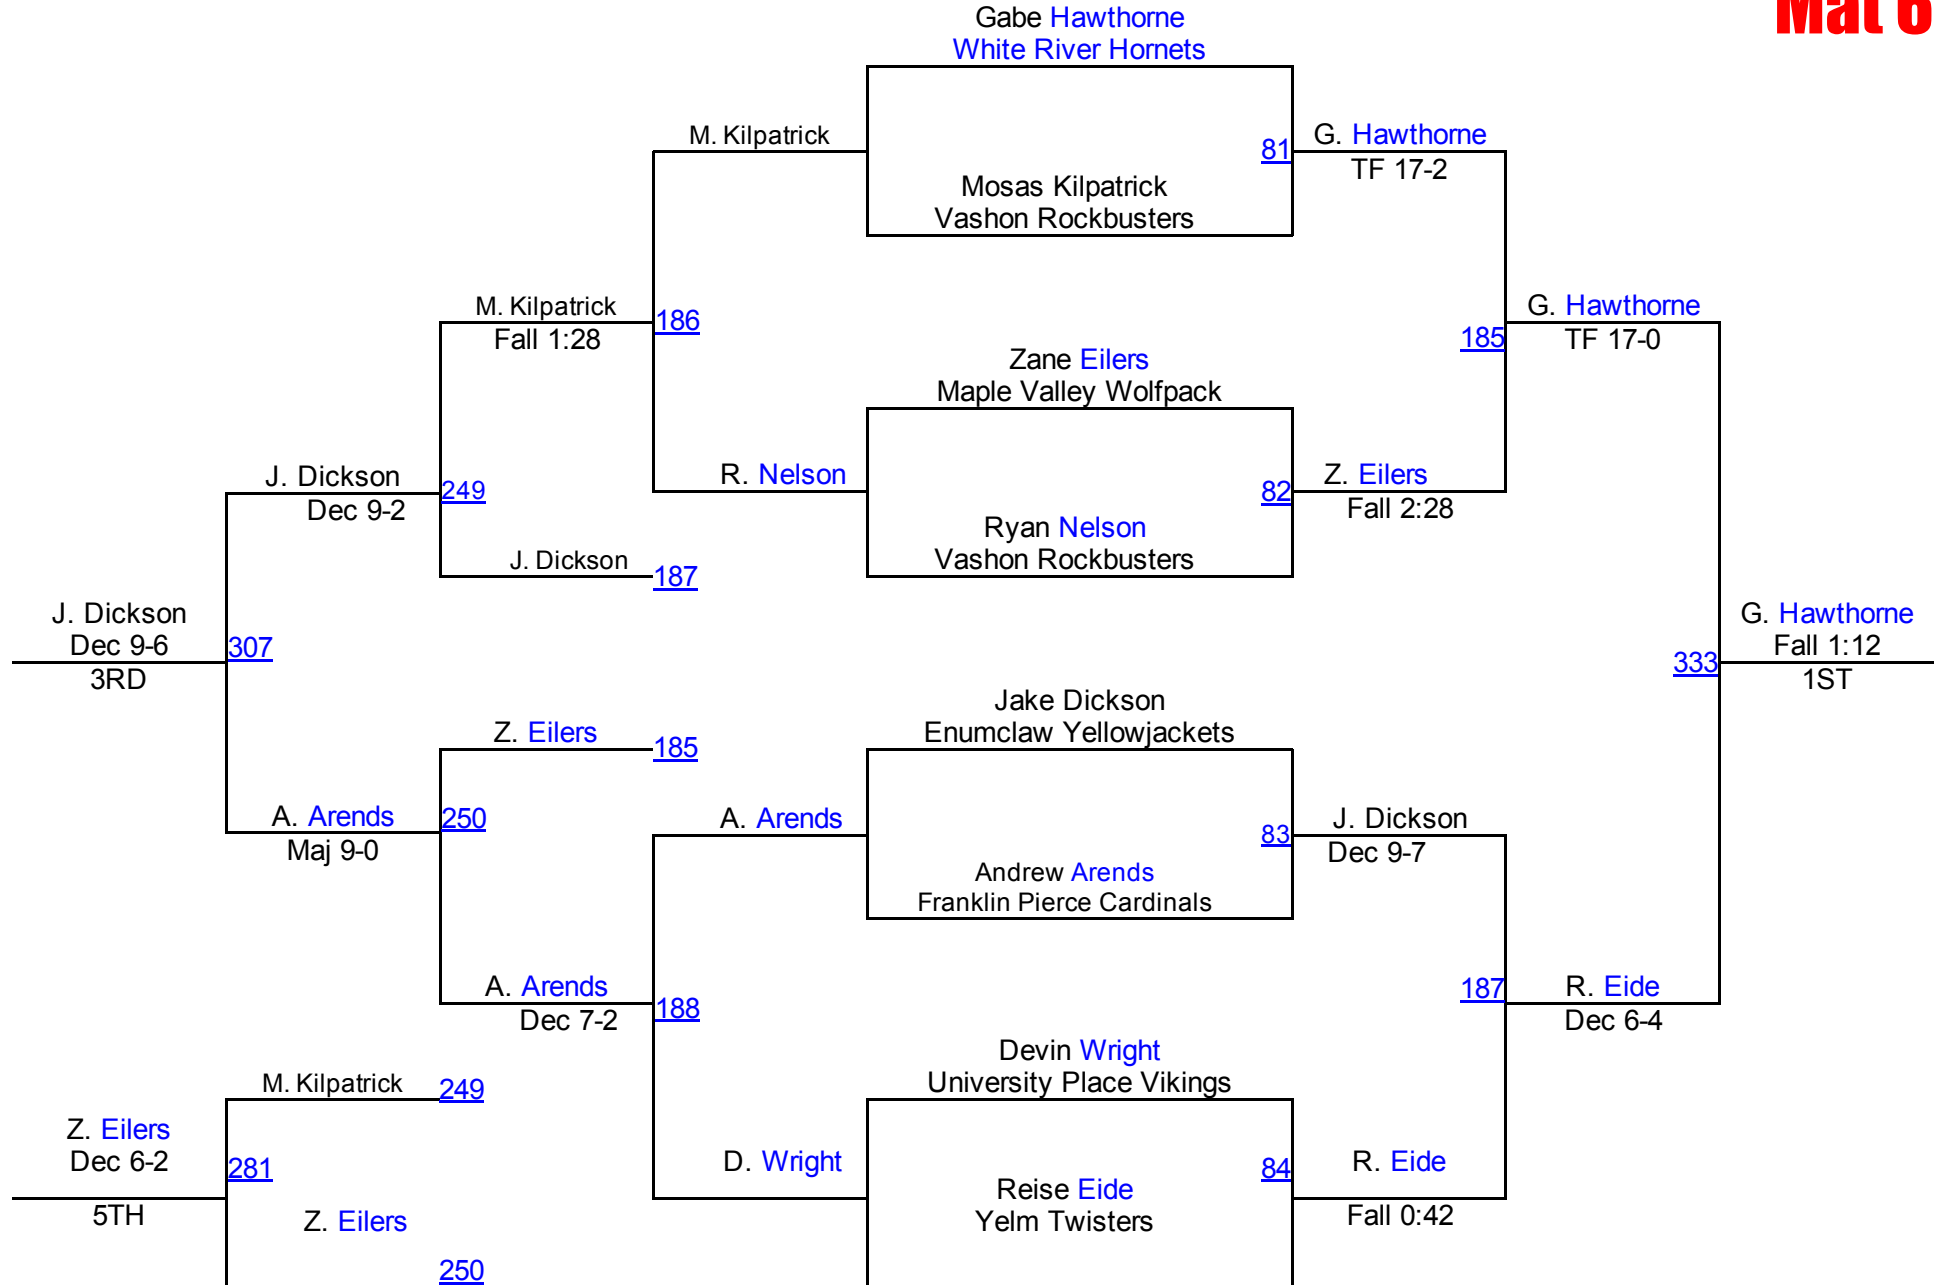 Mat 6
Gabe Hawthorne
White River Hornets
M. Kilpatrick
81
G. Hawthorne
TF 17-2
Mosas Kilpatrick
Vashon Rockbusters
M. Kilpatrick
Fall 1:28
186
185
G. Hawthorne
TF 17-0
Zane Eilers
Maple Valley Wolfpack
J. Dickson
Dec 9-2
249
R. Nelson
82
Z. Eilers
Fall 2:28
Ryan Nelson
Vashon Rockbusters
J. Dickson
187
J. Dickson
Dec 9-6
3RD
307
333
G. Hawthorne
Fall 1:12
1ST
Jake Dickson
Enumclaw Yellowjackets
Z. Eilers
185
A. Arends
Maj 9-0
250
A. Arends
83
J. Dickson
Dec 9-7
Andrew Arends
Franklin Pierce Cardinals
A. Arends
Dec 7-2
188
187
R. Eide
Dec 6-4
Devin Wright
University Place Vikings
M. Kilpatrick
249
Z. Eilers
Dec 6-2
5TH
281
D. Wright
84
R. Eide
Fall 0:42
Reise Eide
Yelm Twisters
Z. Eilers
250